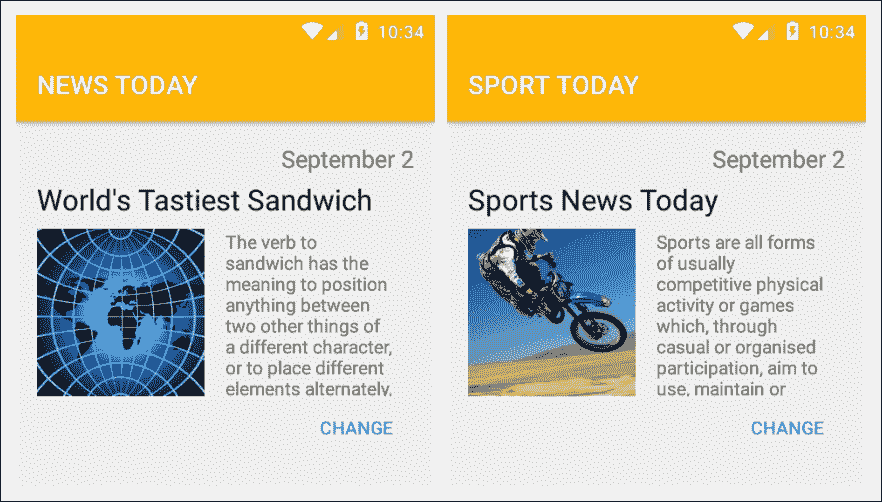 10:34
NEWS TODAY
September 2
World's Tastiest Sandwich
The verb to
sandwich has the
meaning to position
anything between
two other things of
a different character,
or to place different
elements alternately.
CHANGE
10:34
SPORT TODAY
September 2
Sports News Today
Sports are all forms
of usually
competitive physical
activity or games
which, through
casual or organised
participation, aim to
use, maintain or
CHANGE